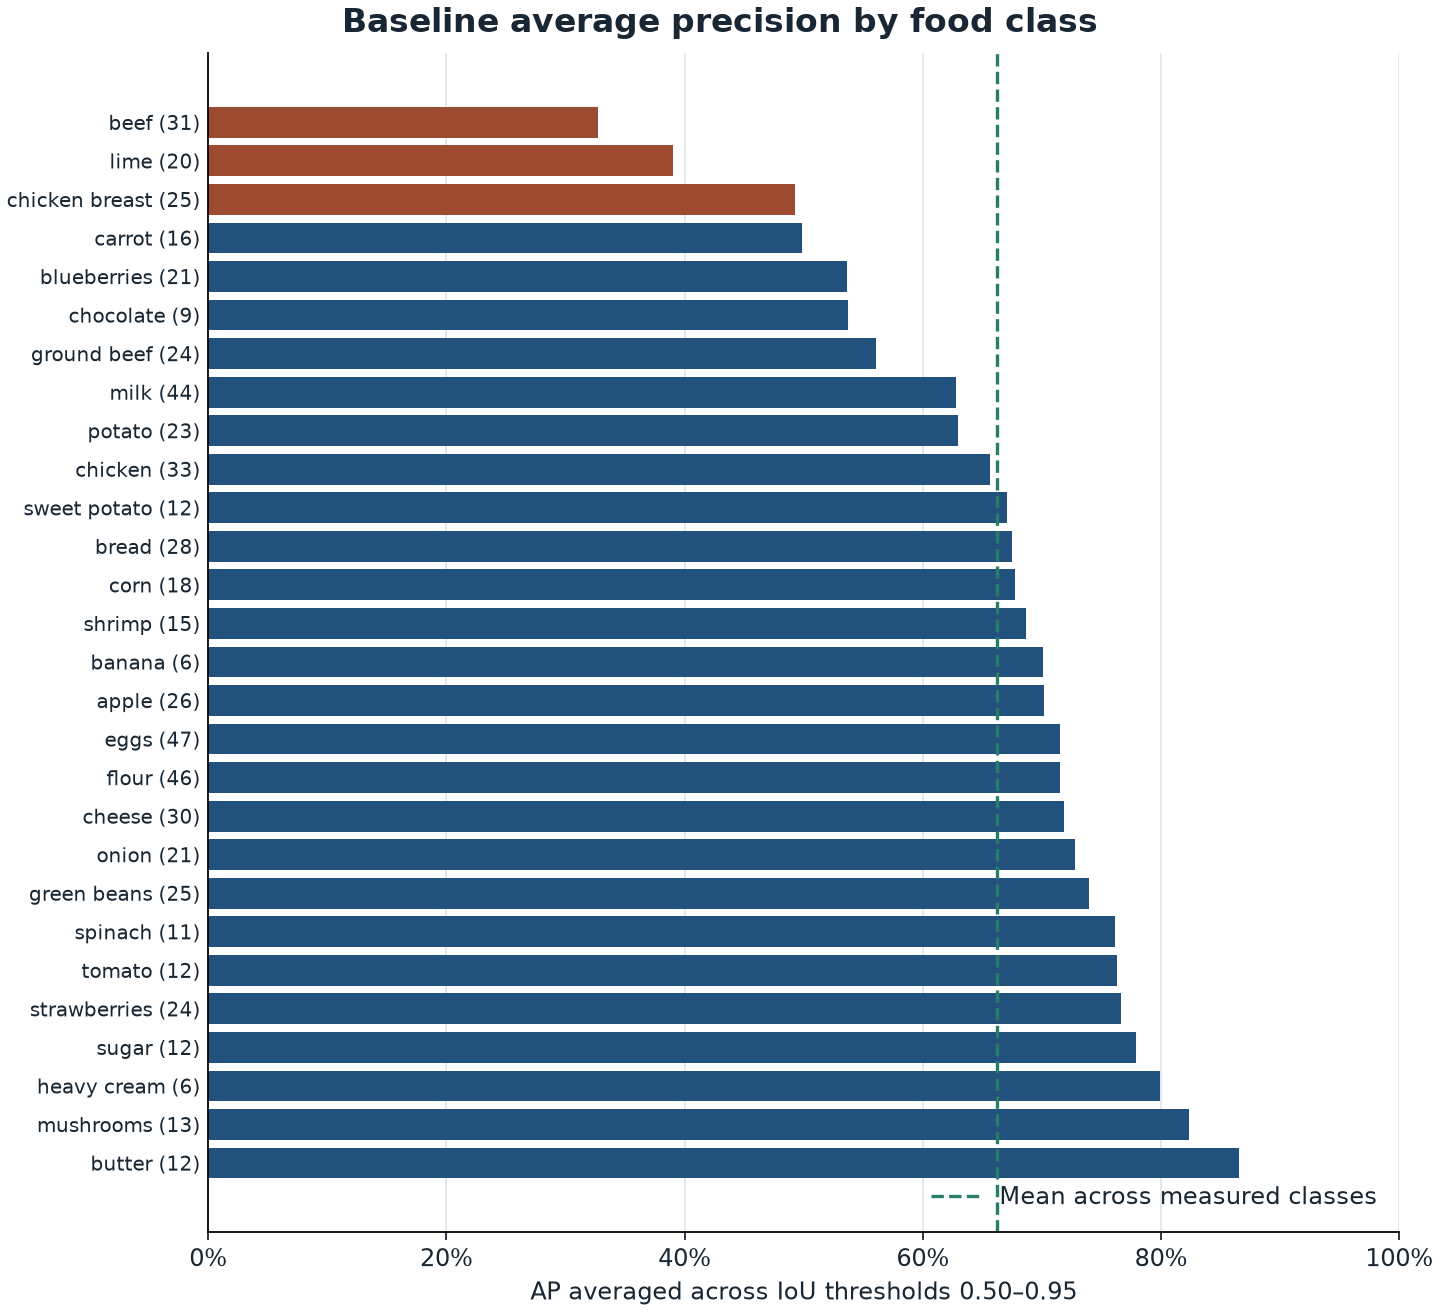 Baseline average precision by food class
beef (31)
lime (20)
chicken breast (25)
carrot (16)
blueberries (21)
chocolate (9)
ground beef (24)
milk (44)
potato (23)
chicken (33)
sweet potato (12)
bread (28)
corn (18)
shrimp (15)
banana (6)
apple (26)
eggs (47)
flour (46)
cheese (30)
onion (21)
green beans (25)
spinach (11)
tomato (12)
strawberries (24)
sugar (12)
heavy cream (6)
mushrooms (13)
butter (12)
Mean across measured classes
0% 20% 40% 60% 80% 100%
AP averaged across IoU thresholds 0.50–0.95